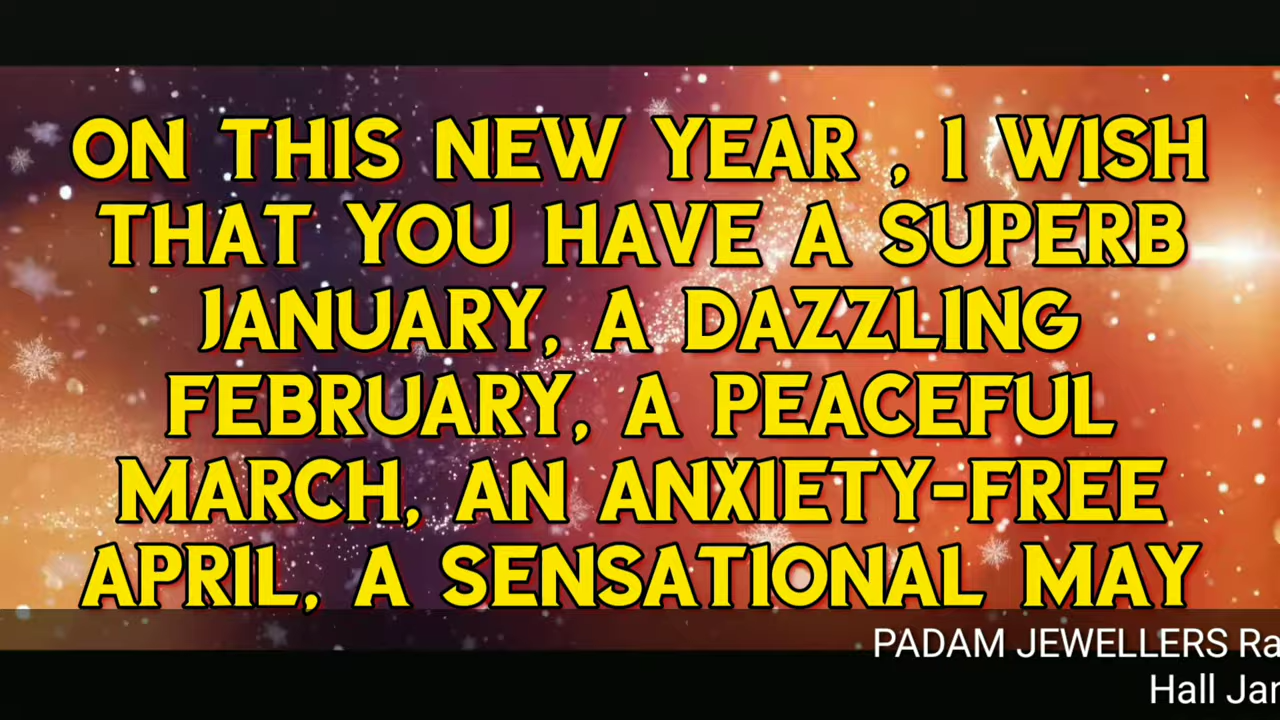 ON THIS NEW YEAR , I WISH
THAT YOU HAVE A SUPERB
JANUARY, A DAZZLING
FEBRUARY, A PEACEFUL
MARCH, AN ANXIETY-FREE
APRIL, A SENSATIONAL MAY
PADAM JEWELLERS
Hall